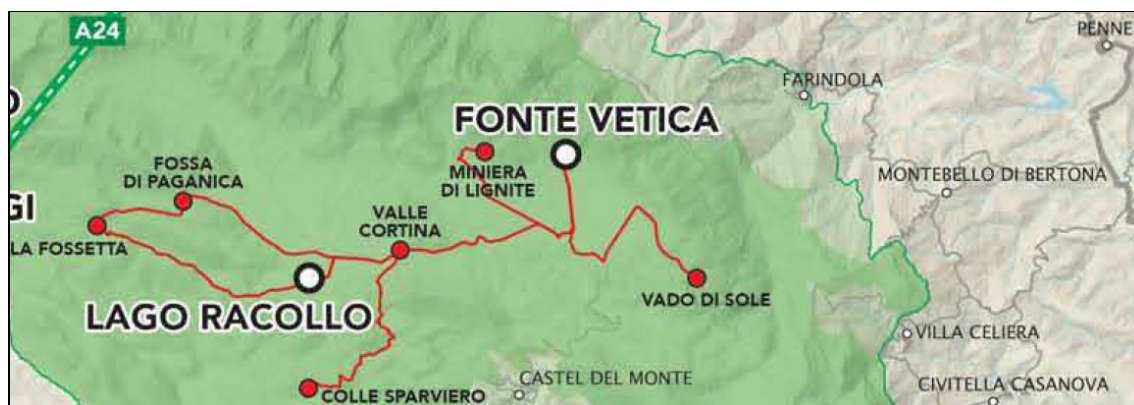 A24
PENNE
FARINDOLA
FONTE VETICA
FOSSA
DI PAGANICA
MINIERA
DI LIGNITE
MONTEBELLO DI BERTONA
GI
VALLE
CORTINA
LA FOSSETTA
LAGO RACOLLO
VADO DI SOLE
VILLA CELIERA
COLLE SPARVIERO
CASTEL DEL MONTE
CIVITELLA CASANOVA